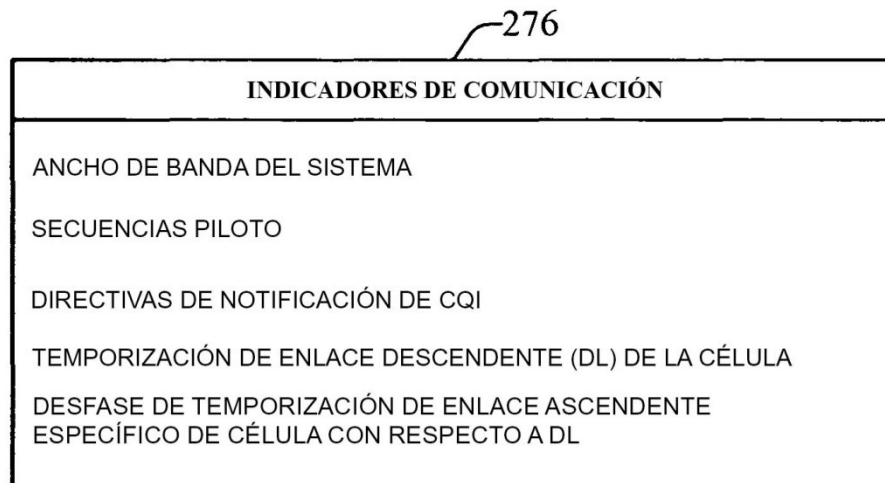 276
INDICADORES DE COMUNICACIÓN
ANCHO DE BANDA DEL SISTEMA
SECUENCIAS PILOTO
DIRECTIVAS DE NOTIFICACIÓN DE CQI
TEMPORIZACIÓN DE ENLACE DESCENDENTE (DL) DE LA CÉLULA
DESFASE DE TEMPORIZACIÓN DE ENLACE ASCENDENTE
ESPECÍFICO DE CÉLULA CON RESPECTO A DL